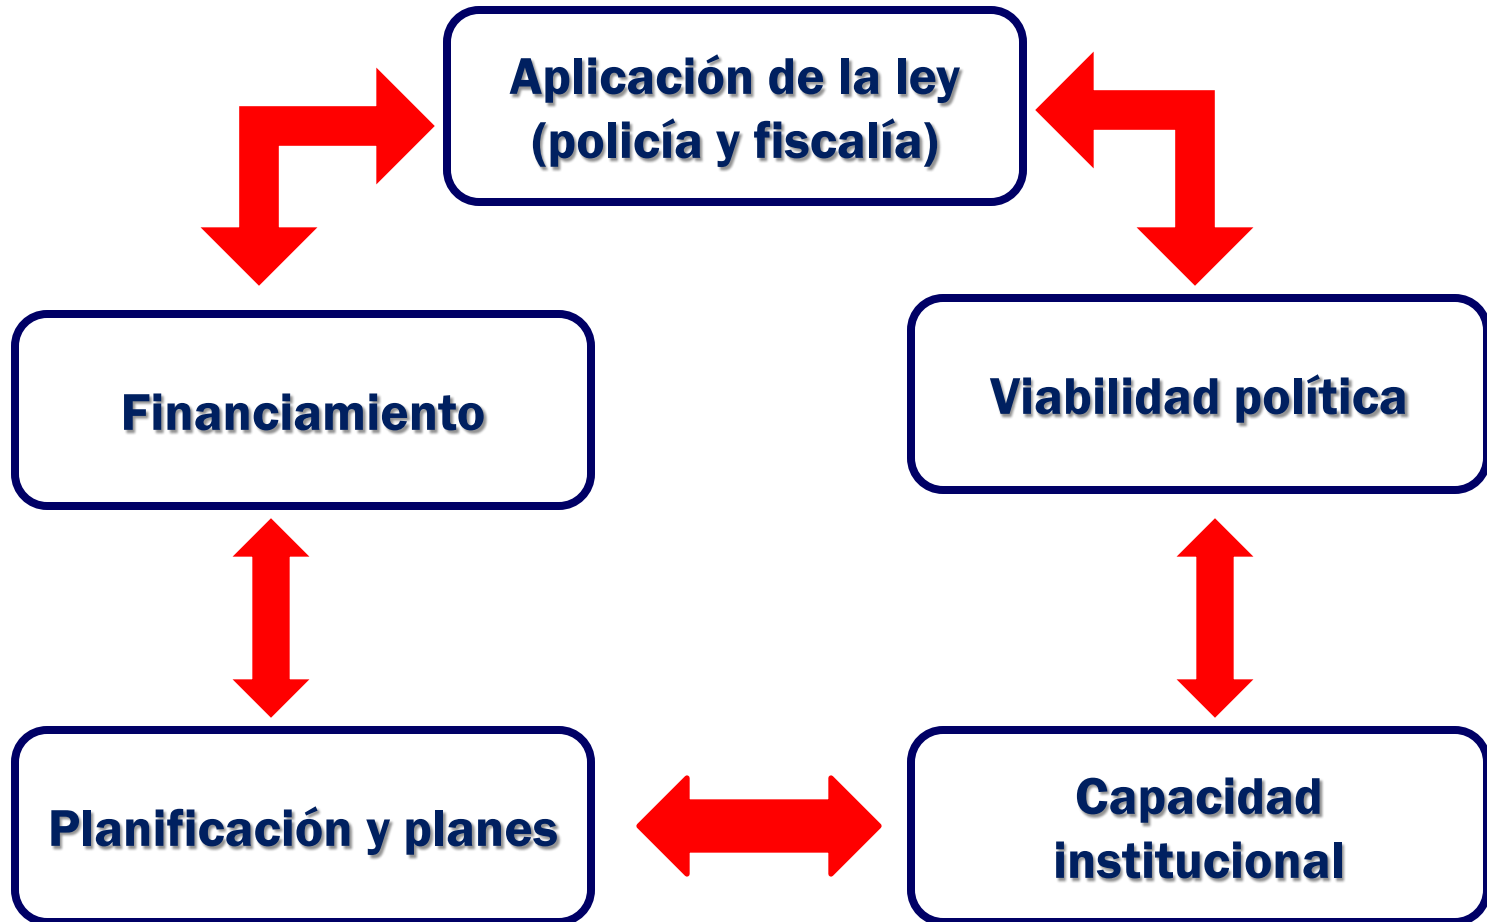 Aplicación de la ley
(policía y fiscalía)
Financiamiento
Viabilidad política
Planificación y planes
Capacidad
institucional